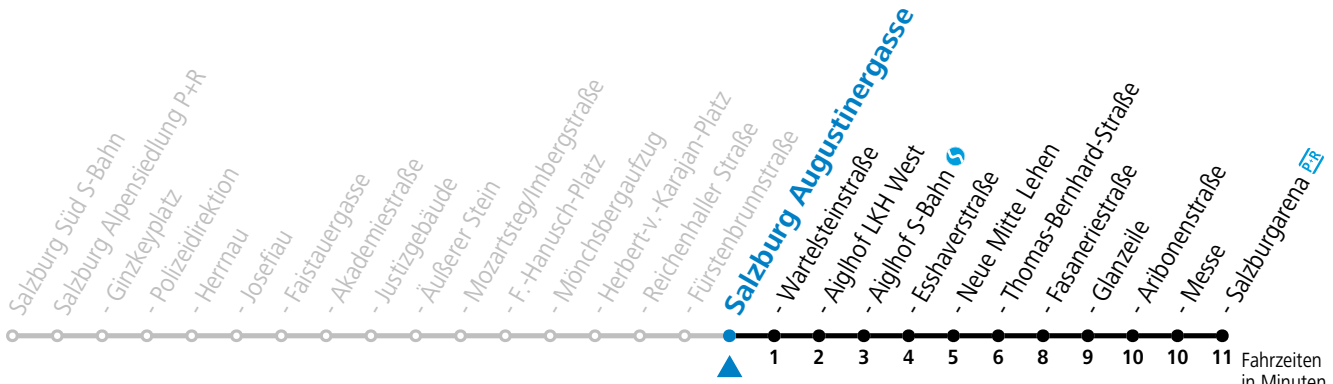 Salzburg Süd S-Bahn
Salzburg Alpensiedlung P+R
- Ginzkeyplatz
- Polizeidirektion
- Herrnau
- Josefiau
- Faistauergasse
- Akademiestraße
- Justizgebäude
- Äußerer Stein
- Mozartsteg/Imbergstraße
- F.-Hanusch-Platz
- Mönchsbergaufzug
- Herbert-v.-Karajan-Platz
- Reichenhaller Straße
- Fürstenbrunnstraße
Salzburg Augustinergasse
- Wartelsteinstraße
- Aiglhof LKH West
- Aiglhof S-Bahn
- Esshaverstraße
- Neue Mitte Lehen
- Thomas-Bernhard-Straße
- Fasaneriestraße
- Glanzeile
- Aribonenstraße
- Messe
- Salzburgarena P+R
1 2 3 4 5 6 8 9 10 10 11 Fahrzeiten
in Minuten